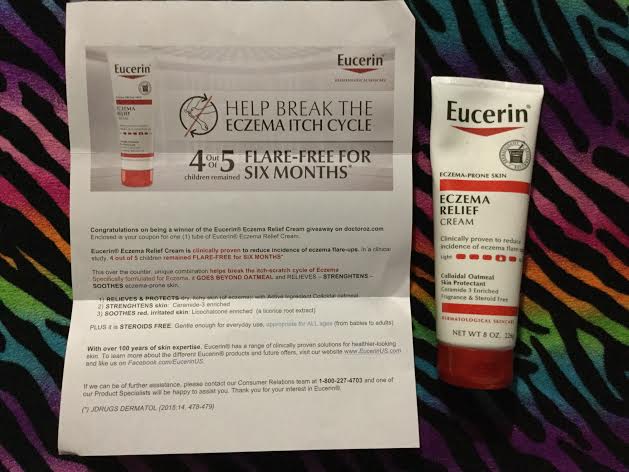 Eucerin
DERMATOLOGICAL SKINCARE
Eucerin
ECZEMA
RELIEF
HELP BREAK THE
ECZEMA ITCH CYCLE
4 Out Of 5
children remained
FLARE-FREE FOR
SIX MONTHS*
Congratulations on being a winner of the Eucerin® Eczema Relief Cream giveaway on doctoroz.com
Enclosed is your coupon for one (1) tube of Eucerin® Eczema Relief Cream.
Eucerin® Eczema Relief Cream is clinically proven to reduce incidence of eczema flare-ups. In a clinical
study, 4 out of 5 children remained FLARE-FREE FOR SIX MONTHS*
This over the counter, unique combination helps break the itch-scratch cycle of Eczema
Specifically formulated for Eczema, it GOES BEYOND OATMEAL and RELIEVES – STRENGHTENS –
SOOTHES eczema-prone skin.
1) RELIEVES & PROTECTS dry, itchy skin of eczema: with Active Ingredient Colloidal oatmeal
2) STRENGHTENS skin: Ceramide-3 enriched
3) SOOTHES red, irritated skin: Licochalcone enriched (a licorice root extract)
PLUS it is STEROIDS FREE. Gentle enough for everyday use, appropriate for ALL ages (from babies to adults)
With over 100 years of skin expertise, Eucerin® has a range of clinically proven solutions for healthier-looking
skin. To learn more about the different Eucerin® products and future offers, visit our website www.EucerinUS.com
and like us on Facebook.com/EucerinUS.
If we can be of further assistance, please contact our Consumer Relations team at 1-800-227-4703 and one of
our Product Specialists will be happy to assist you. Thank you for your interest in Eucerin®.
(*) JDRUGS DERMATOL (2015:14, 478-479)
Eucerin®
ECZEMA-PRONE SKIN
ECZEMA
RELIEF
CREAM
Clinically proven to reduce
incidence of eczema flare-
light
Colloidal Oatmeal
Skin Protectant
Ceramide 3 Enriched
Fragrance & Steroid Free
DERMATOLOGICAL SKINCARE
NET WT 8 OZ. 226